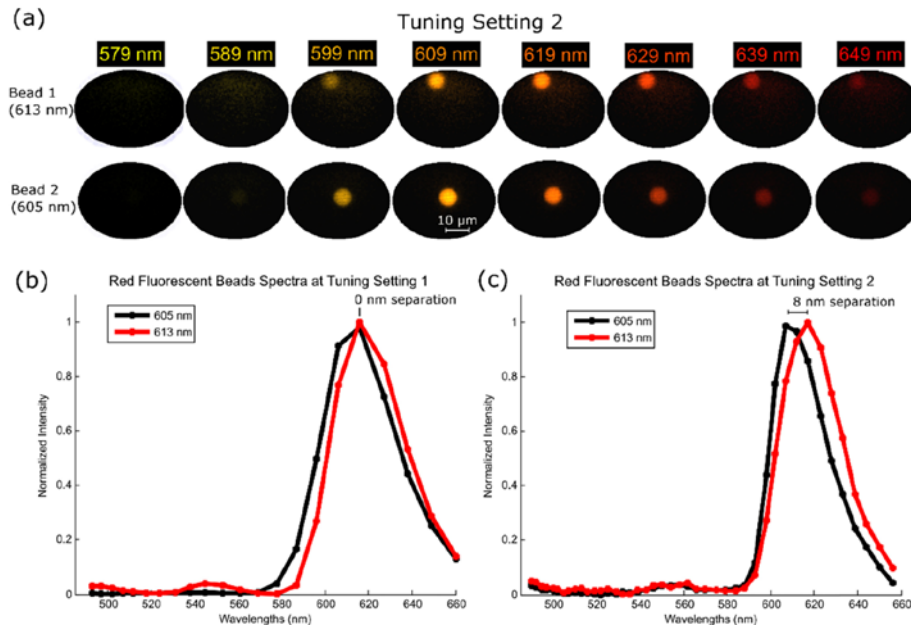 (a)
Tuning Setting 2
579 nm 589 nm 599 nm 609 nm 619 nm 629 nm 639 nm 649 nm
Bead 1
(613 nm)
Bead 2
(605 nm)
10 µm
(b)
Red Fluorescent Beads Spectra at Tuning Setting 1
0 nm separation
605 nm
613 nm
Normalized Intensity
1
0.8
0.6
0.4
0.2
0
500 520 540 560 580 600 620 640 660
Wavelengths (nm)
(c)
Red Fluorescent Beads Spectra at Tuning Setting 2
8 nm separation
605 nm
613 nm
Normalized Intensity
1
0.8
0.6
0.4
0.2
0
500 520 540 560 580 600 620 640 660
Wavelengths (nm)